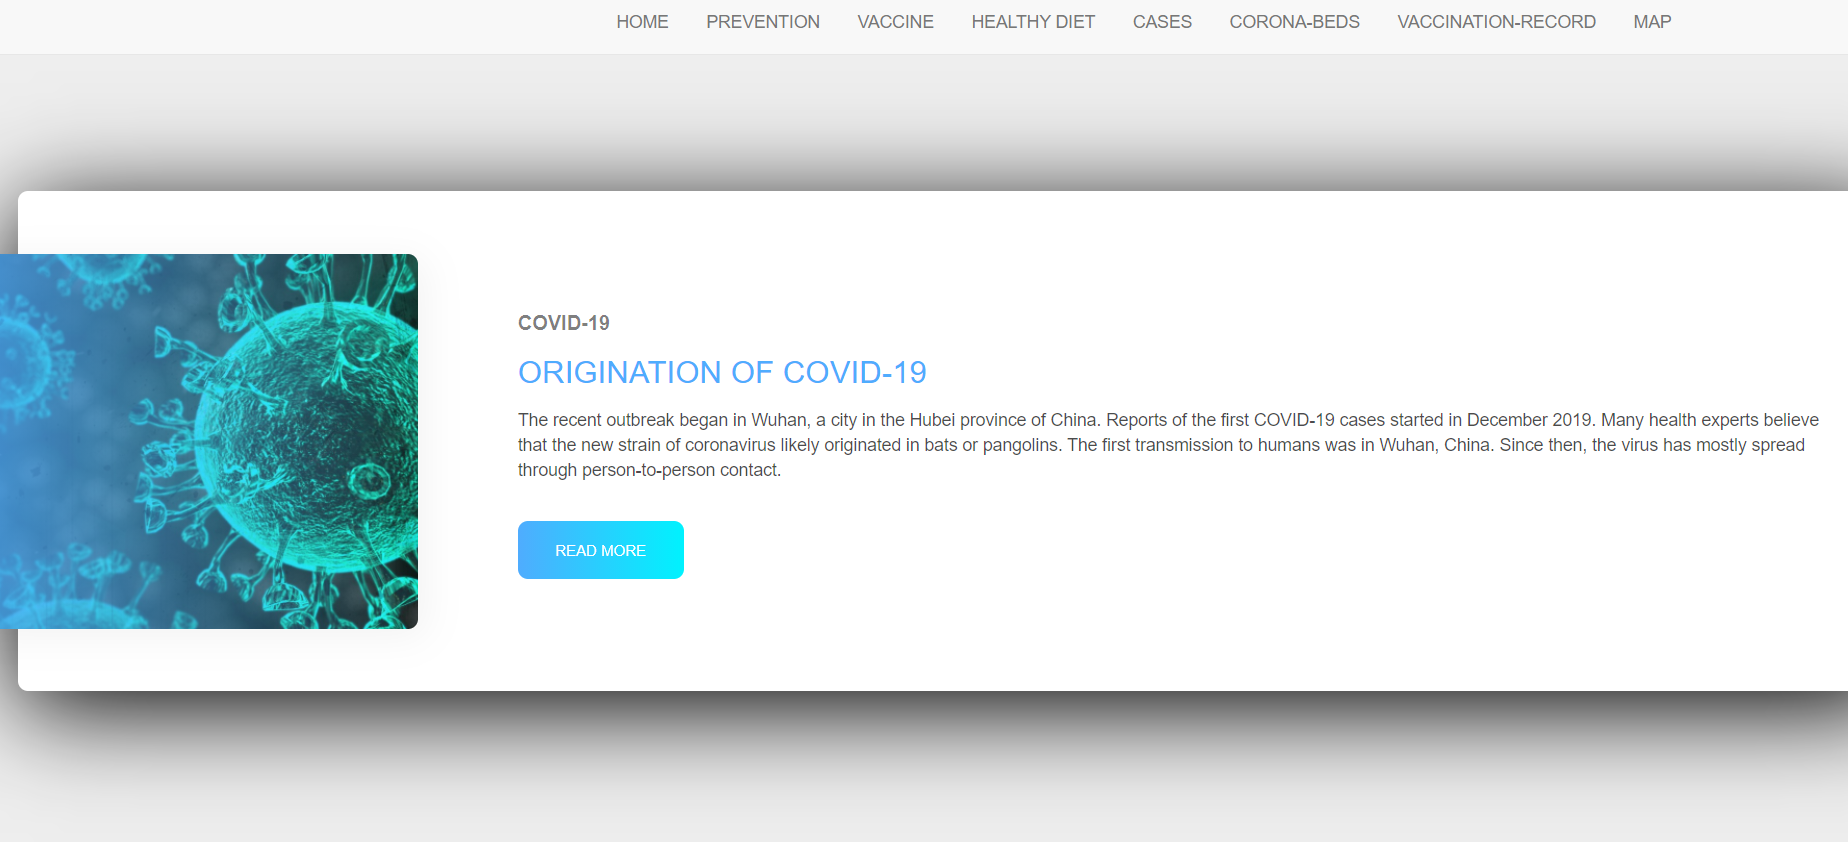 HOME PREVENTION VACCINE HEALTHY DIET CASES CORONA-BEDS VACCINATION-RECORD MAP
COVID-19
ORIGINATION OF COVID-19
The recent outbreak began in Wuhan, a city in the Hubei province of China. Reports of the first COVID-19 cases started in December 2019. Many health experts believe
that the new strain of coronavirus likely originated in bats or pangolins. The first transmission to humans was in Wuhan, China. Since then, the virus has mostly spread
through person-to-person contact.
READ MORE